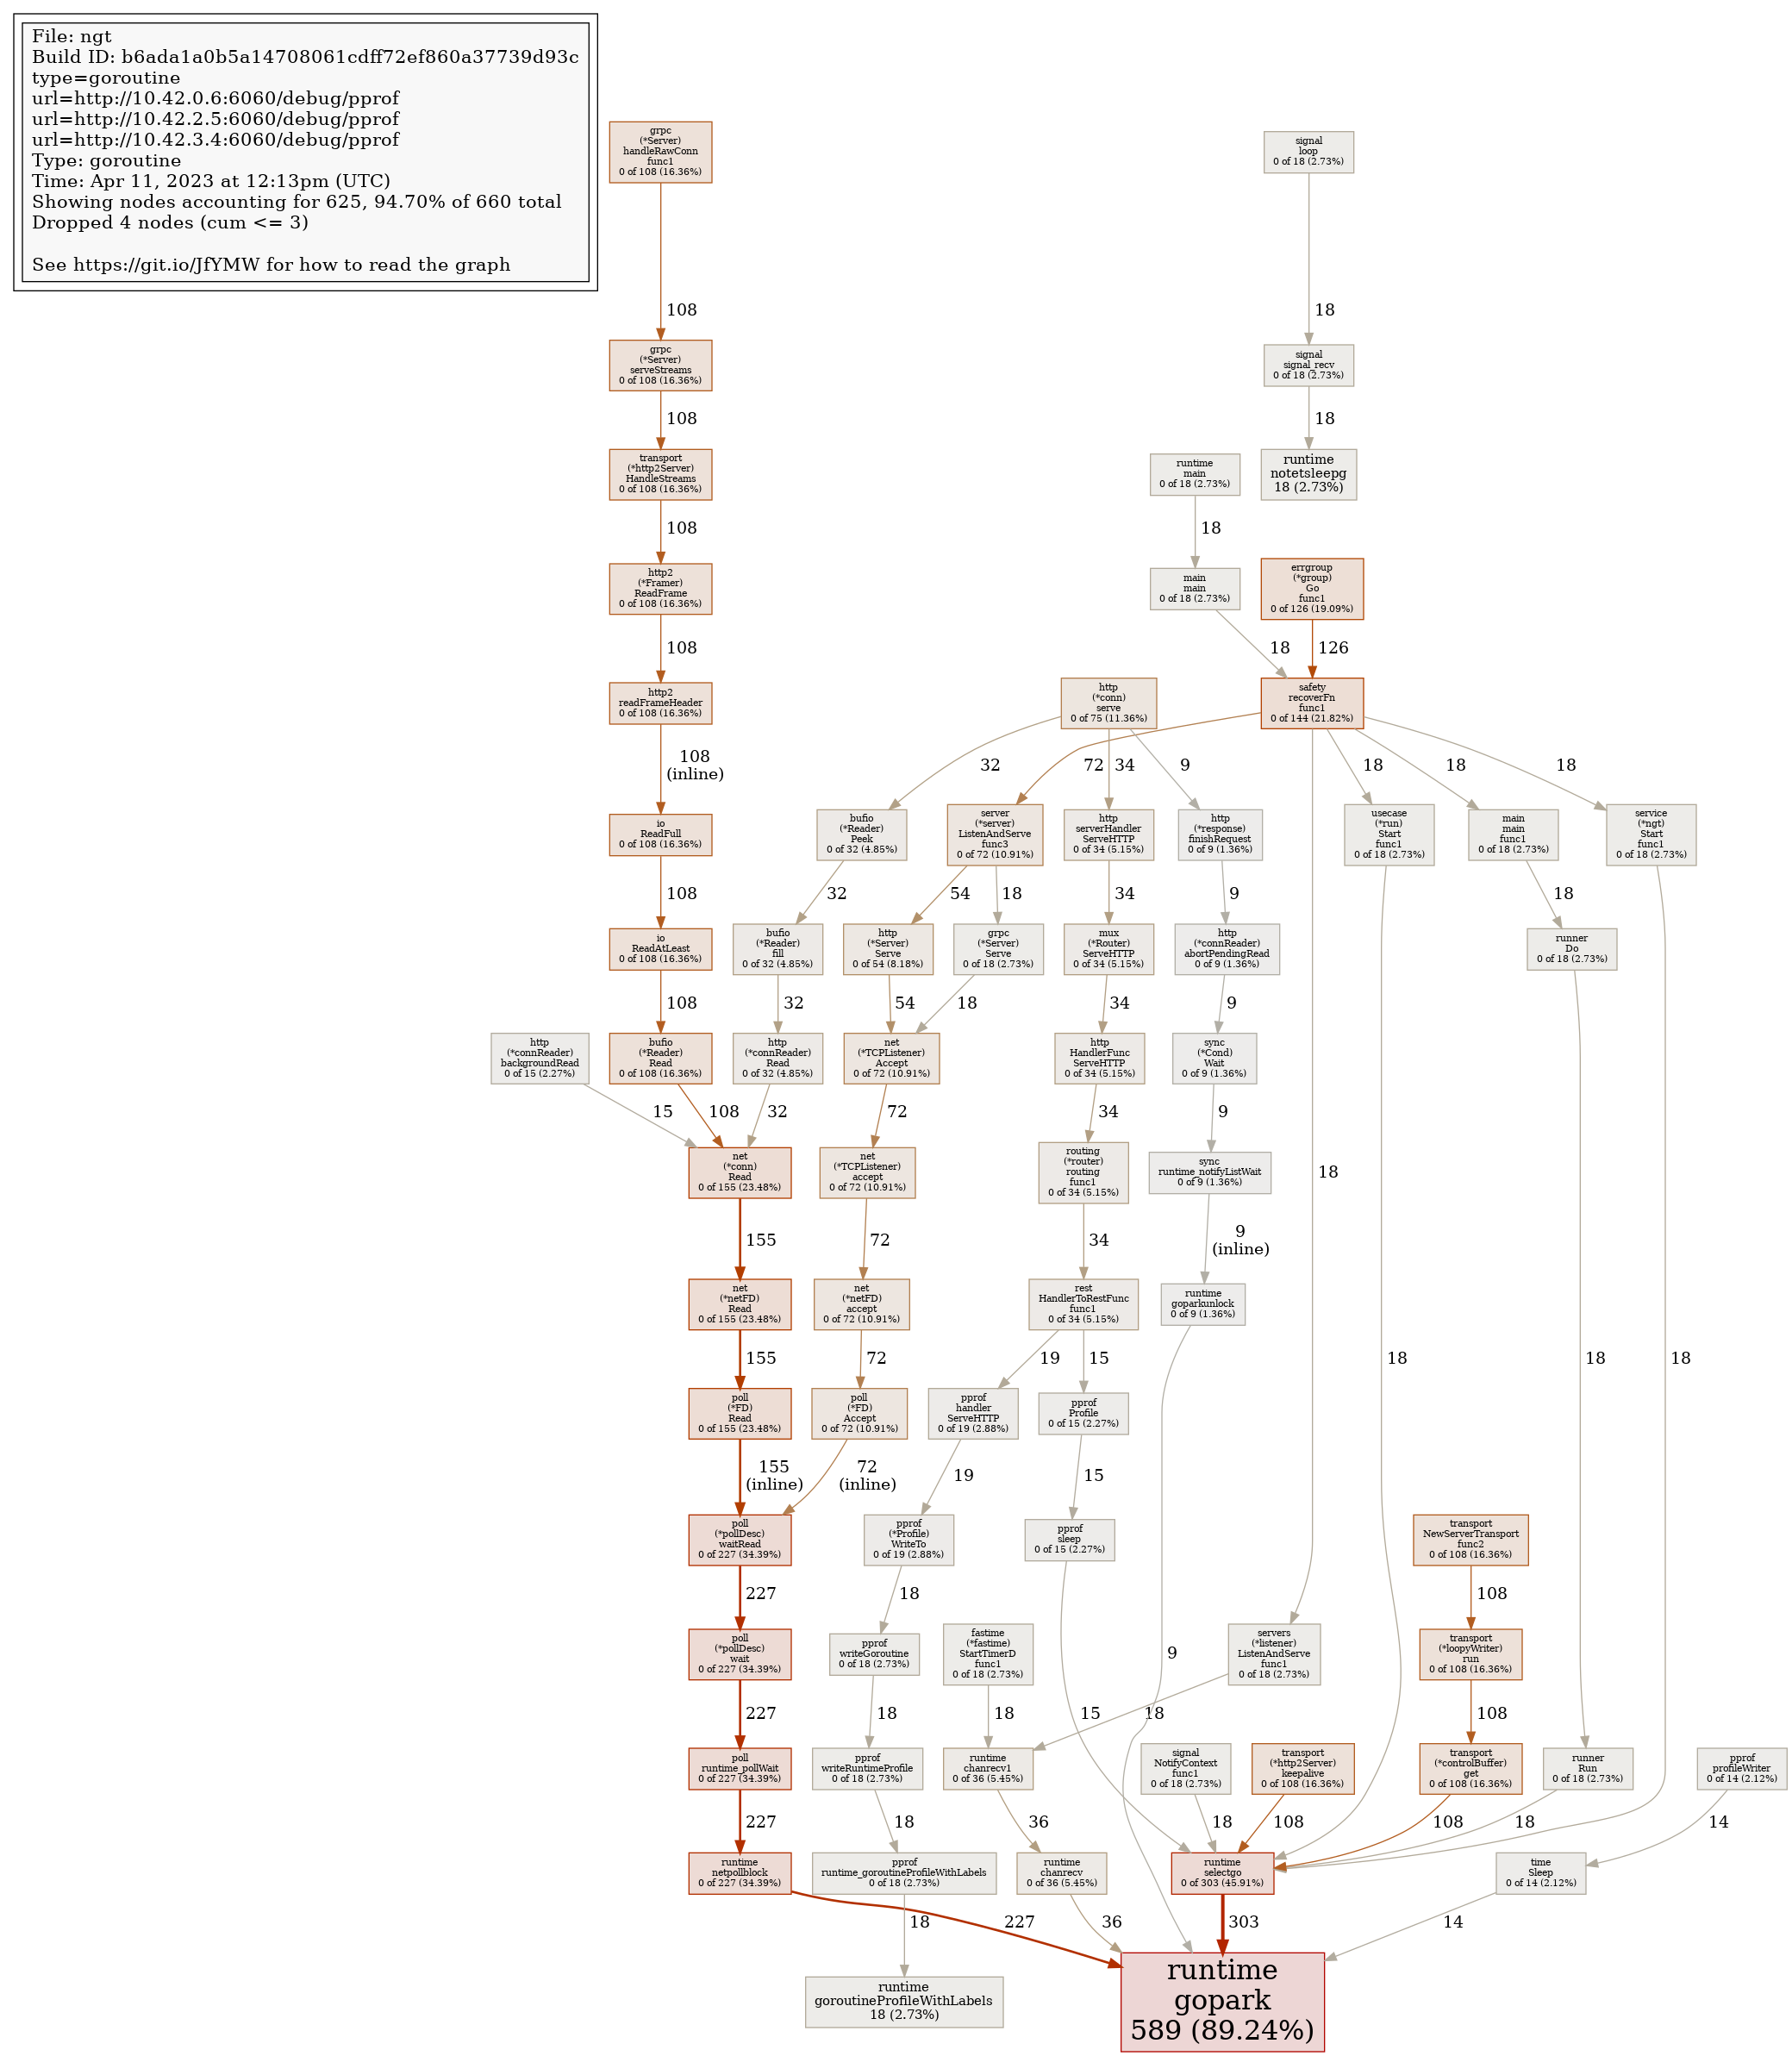 File: ngt
Build ID: b6ada1a0b5a14708061cdff72ef860a37739d93c
type=goroutine
url=http://10.42.0.6:6060/debug/pprof
url=http://10.42.2.5:6060/debug/pprof
url=http://10.42.3.4:6060/debug/pprof
Type: goroutine
Time: Apr 11, 2023 at 12:13pm (UTC)
Showing nodes accounting for 625, 94.70% of 660 total
Dropped 4 nodes (cum <= 3)
See https://git.io/JfYMW for how to read the graph
grpc
(*Server)
handleRawConn
func1
0 of 108 (16.36%)
signal
loop
0 of 18 (2.73%)
108
18
grpc
(*Server)
serveStreams
0 of 108 (16.36%)
signal
signal_recv
0 of 18 (2.73%)
108
18
transport
(*http2Server)
HandleStreams
0 of 108 (16.36%)
runtime
main
0 of 18 (2.73%)
runtime
notetsleepg
18 (2.73%)
108
18
http2
(*Framer)
ReadFrame
0 of 108 (16.36%)
main
main
0 of 18 (2.73%)
errgroup
(*group)
Go
func1
0 of 126 (19.09%)
108
18
126
http2
readFrameHeader
0 of 108 (16.36%)
http
(*conn)
serve
0 of 75 (11.36%)
safety
recoverFn
func1
0 of 144 (21.82%)
108
(inline)
32
72
34
9
18
18
18
io
ReadFull
0 of 108 (16.36%)
bufio
(*Reader)
Peek
0 of 32 (4.85%)
server
(*server)
ListenAndServe
func3
0 of 72 (10.91%)
http
serverHandler
ServeHTTP
0 of 34 (5.15%)
http
(*response)
finishRequest
0 of 9 (1.36%)
usecase
(*run)
Start
func1
0 of 18 (2.73%)
main
main
func1
0 of 18 (2.73%)
service
(*ngt)
Start
func1
0 of 18 (2.73%)
108
32
54
18
34
9
18
io
ReadAtLeast
0 of 108 (16.36%)
bufio
(*Reader)
fill
0 of 32 (4.85%)
http
(*Server)
Serve
0 of 54 (8.18%)
grpc
(*Server)
Serve
0 of 18 (2.73%)
mux
(*Router)
ServeHTTP
0 of 34 (5.15%)
http
(*connReader)
abortPendingRead
0 of 9 (1.36%)
runner
Do
0 of 18 (2.73%)
108
32
54
18
34
9
http
(*connReader)
backgroundRead
0 of 15 (2.27%)
bufio
(*Reader)
Read
0 of 108 (16.36%)
http
(*connReader)
Read
0 of 32 (4.85%)
net
(*TCPListener)
Accept
0 of 72 (10.91%)
http
HandlerFunc
ServeHTTP
0 of 34 (5.15%)
sync
(*Cond)
Wait
0 of 9 (1.36%)
15
108
32
72
34
9
net
(*conn)
Read
0 of 155 (23.48%)
net
(*TCPListener)
accept
0 of 72 (10.91%)
routing
(*router)
routing
func1
0 of 34 (5.15%)
sync
runtime_notifyListWait
0 of 9 (1.36%)
18
155
72
34
9
(inline)
net
(*netFD)
Read
0 of 155 (23.48%)
net
(*netFD)
accept
0 of 72 (10.91%)
rest
HandlerToRestFunc
func1
0 of 34 (5.15%)
runtime
goparkunlock
0 of 9 (1.36%)
155
72
19
15
18
18
18
poll
(*FD)
Read
0 of 155 (23.48%)
poll
(*FD)
Accept
0 of 72 (10.91%)
pprof
handler
ServeHTTP
0 of 19 (2.88%)
pprof
Profile
0 of 15 (2.27%)
155
(inline)
72
(inline)
19
15
poll
(*pollDesc)
waitRead
0 of 227 (34.39%)
pprof
(*Profile)
WriteTo
0 of 19 (2.88%)
pprof
sleep
0 of 15 (2.27%)
transport
NewServerTransport
func2
0 of 108 (16.36%)
227
18
108
poll
(*pollDesc)
wait
0 of 227 (34.39%)
pprof
writeGoroutine
0 of 18 (2.73%)
fastime
(*fastime)
StartTimerD
func1
0 of 18 (2.73%)
9
servers
(*listener)
ListenAndServe
func1
0 of 18 (2.73%)
transport
(*loopyWriter)
run
0 of 108 (16.36%)
227
18
18
15
18
108
poll
runtime_pollWait
0 of 227 (34.39%)
pprof
writeRuntimeProfile
0 of 18 (2.73%)
runtime
chanrecv1
0 of 36 (5.45%)
signal
NotifyContext
func1
0 of 18 (2.73%)
transport
(*http2Server)
keepalive
0 of 108 (16.36%)
transport
(*controlBuffer)
get
0 of 108 (16.36%)
runner
Run
0 of 18 (2.73%)
pprof
profileWriter
0 of 14 (2.12%)
227
18
36
18
108
108
18
14
runtime
netpollblock
0 of 227 (34.39%)
pprof
runtime_goroutineProfileWithLabels
0 of 18 (2.73%)
runtime
chanrecv
0 of 36 (5.45%)
runtime
selectgo
0 of 303 (45.91%)
time
Sleep
0 of 14 (2.12%)
18
227
36
303
14
runtime
goroutineProfileWithLabels
18 (2.73%)
runtime
gopark
589 (89.24%)